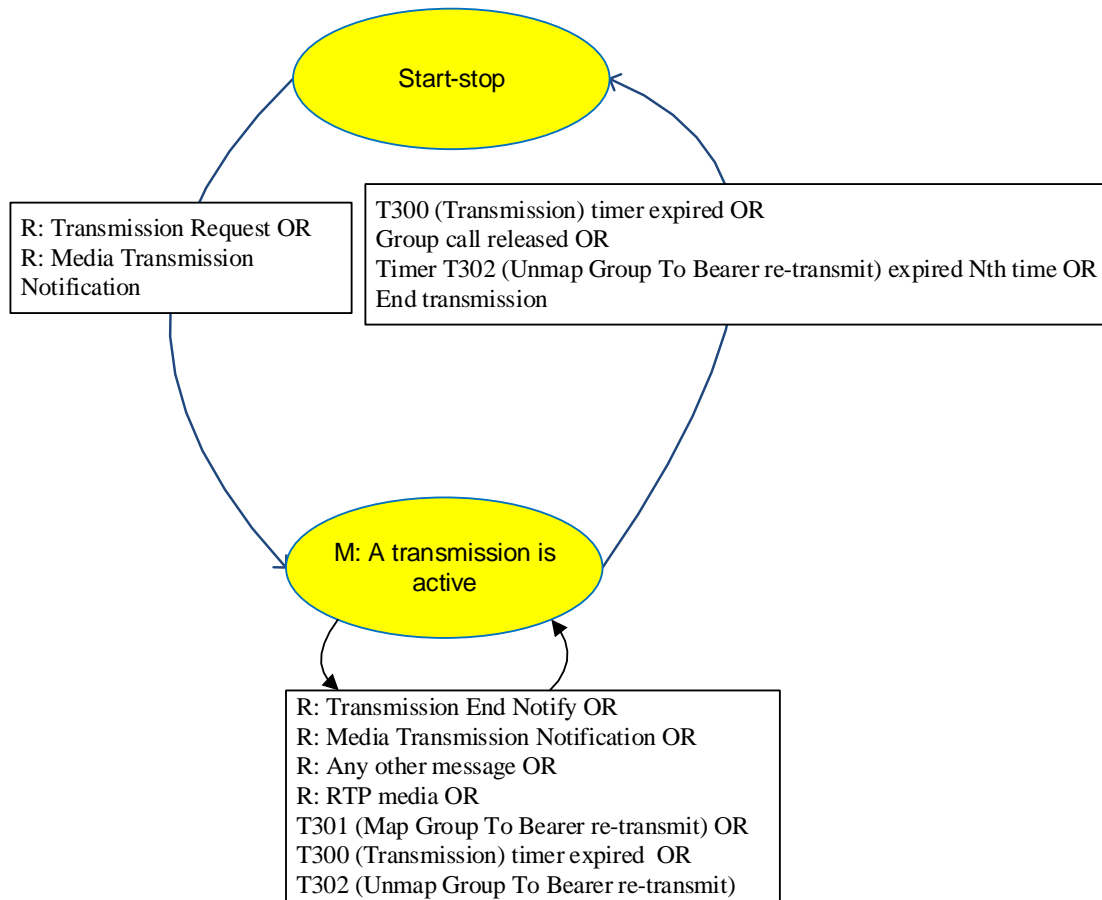 Start-stop
R: Transmission Request OR
R: Media Transmission
Notification
T300 (Transmission) timer expired OR
Group call released OR
Timer T302 (Unmap Group To Bearer re-transmit) expired Nth time OR
End transmission
M: A transmission is
active
R: Transmission End Notify OR
R: Media Transmission Notification OR
R: Any other message OR
R: RTP media OR
T301 (Map Group To Bearer re-transmit) OR
T300 (Transmission) timer expired  OR
T302 (Unmap Group To Bearer re-transmit)